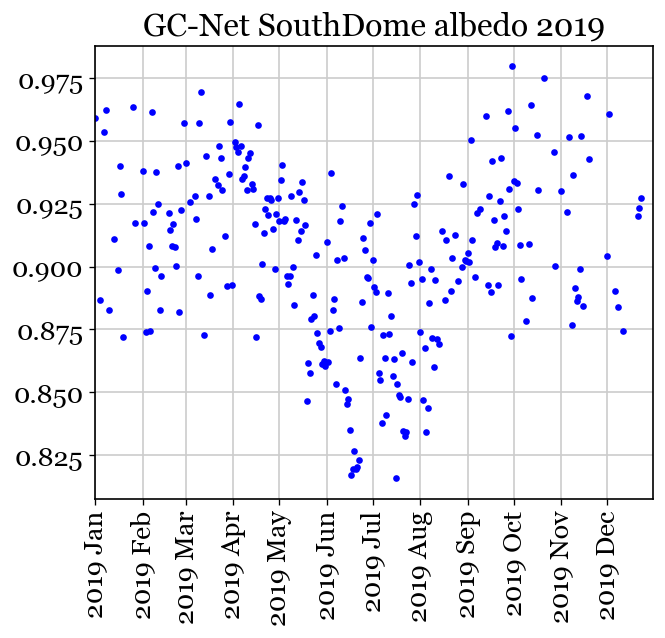 GC-Net SouthDome albedo 2019
0.975
0.950
0.925
0.900
0.875
0.850
0.825
2019 Jan
2019 Feb
2019 Mar
2019 Apr
2019 May
2019 Jun
2019 Jul
2019 Aug
2019 Sep
2019 Oct
2019 Nov
2019 Dec